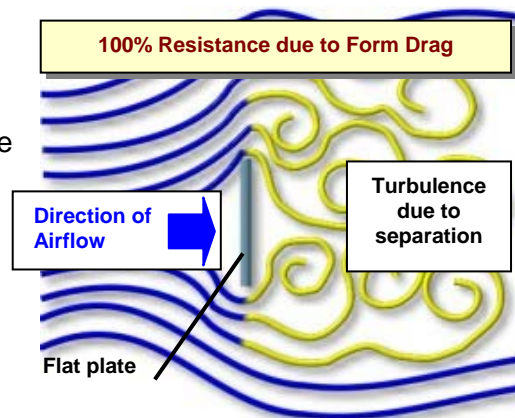 100% Resistance due to Form Drag
e
Direction of
Airflow
Turbulence
due to
separation
Flat plate